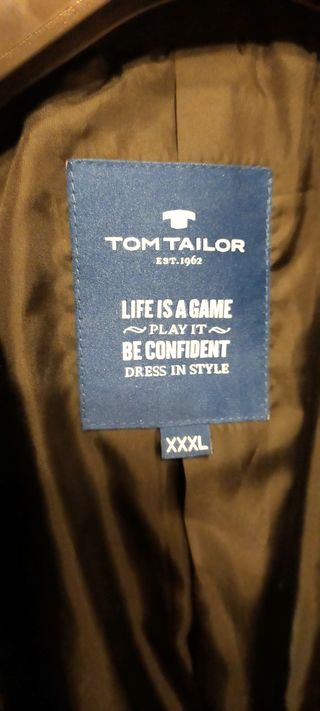 TOM TAILOR
EST. 1962
LIFE IS A GAME
~ PLAY IT ~
BE CONFIDENT
DRESS IN STYLE
XXXL